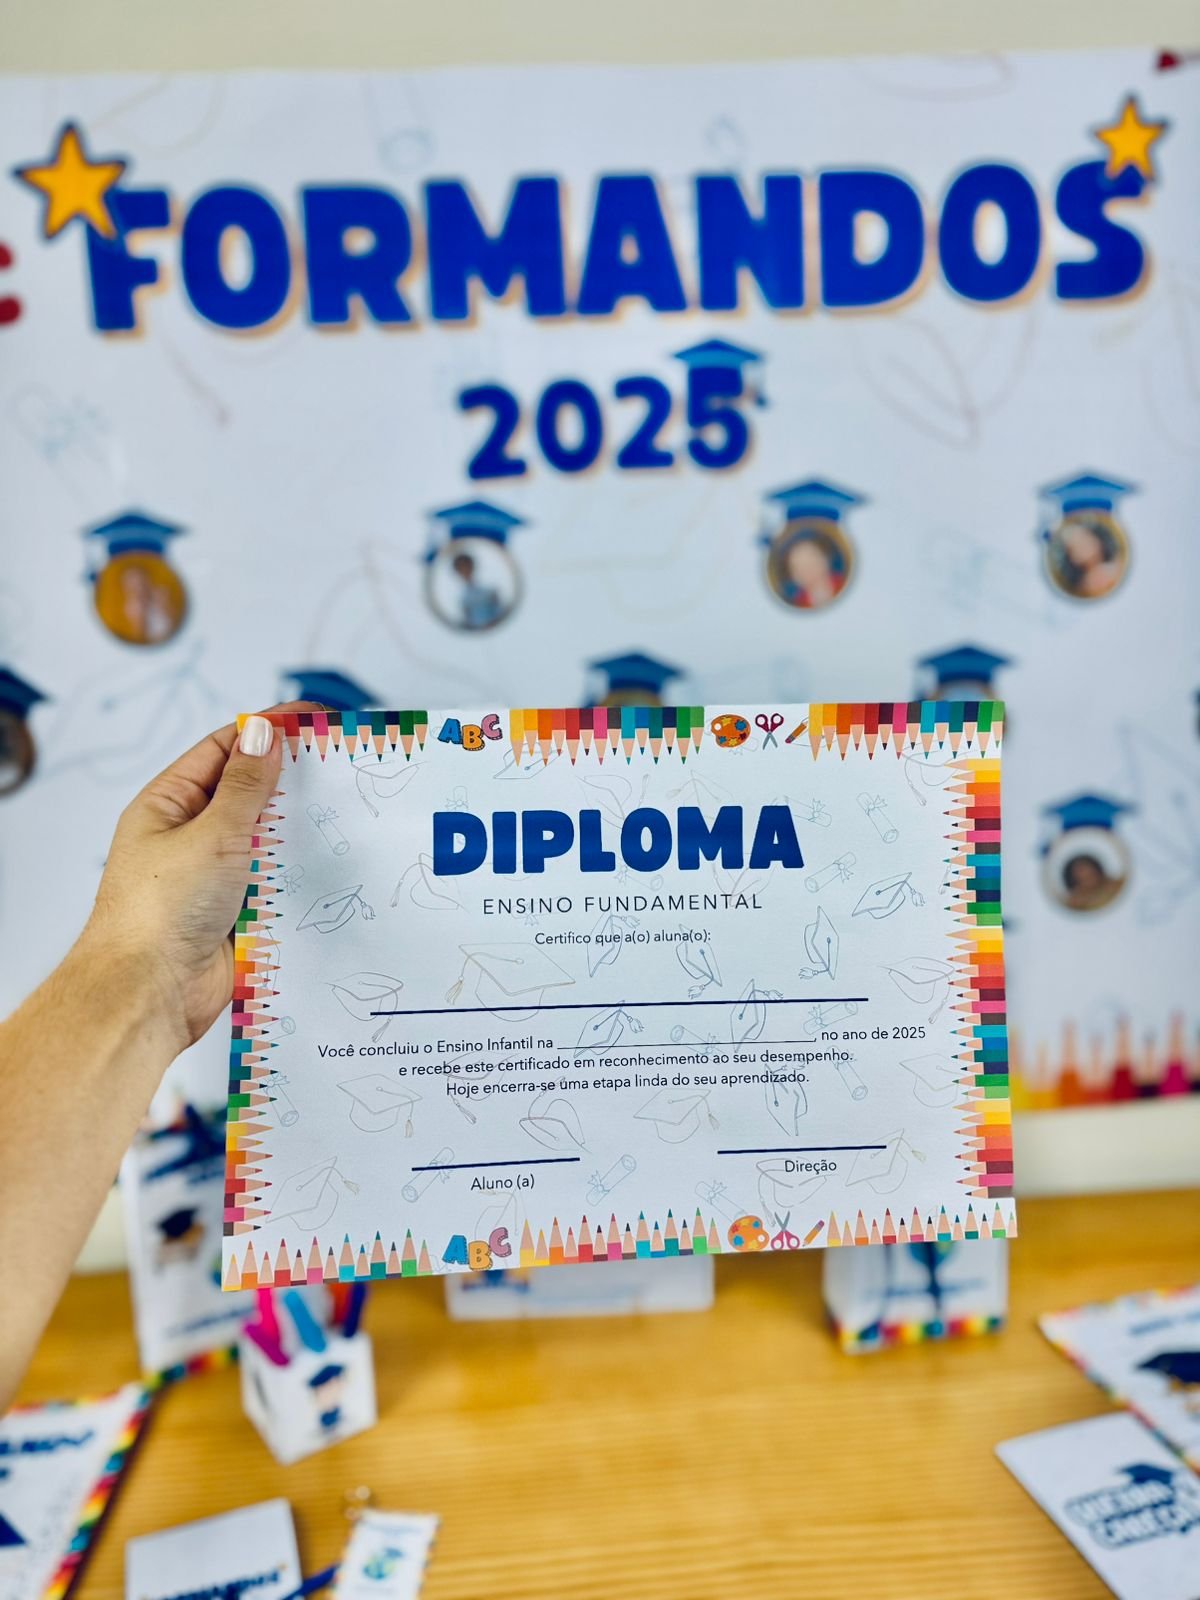 FORMANDOS
2025
ABC
DIPLOMA
ENSINO FUNDAMENTAL
Certifico que a(o) aluna(o):
Você concluiu o Ensino Infantil na ____________________, no ano de 2025
e recebe este certificado em reconhecimento ao seu desempenho.
Hoje encerra-se uma etapa linda do seu aprendizado.
Aluno (a)
Direção
ABC